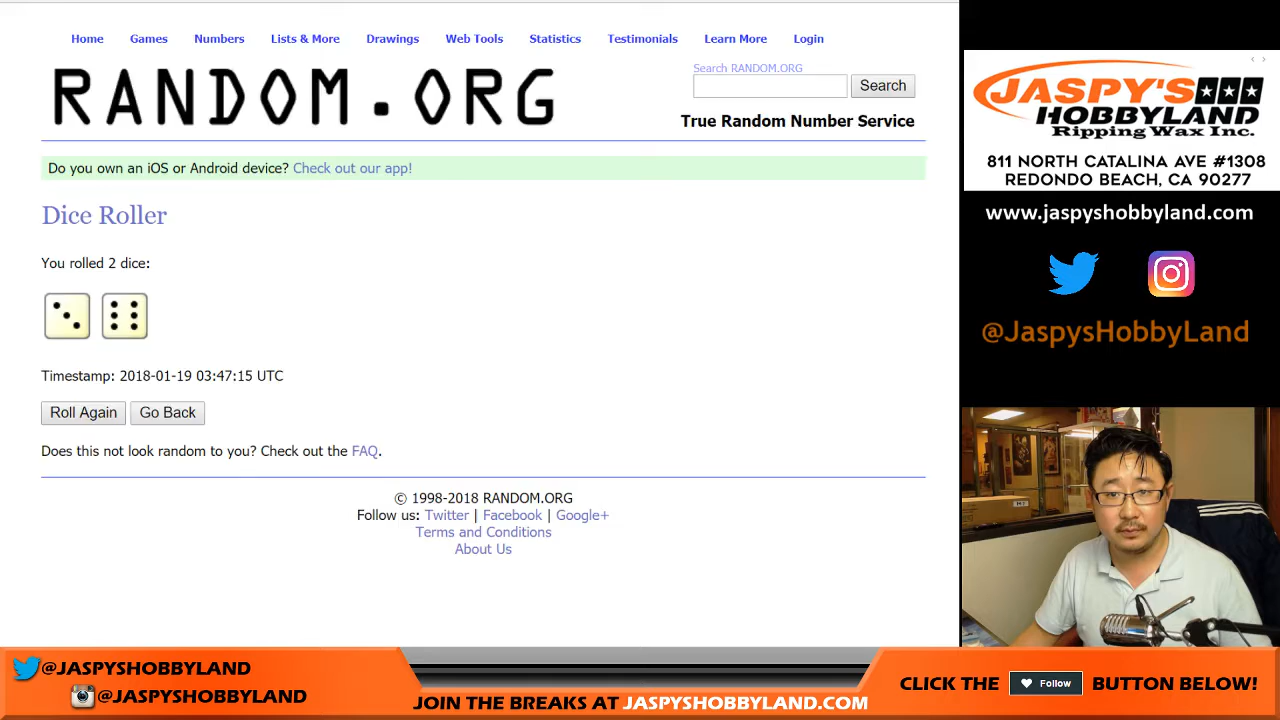 Home Games Numbers Lists & More Drawings Web Tools Statistics Testimonials Learn More Login
RANDOM.ORG
Search RANDOM.ORG
Search
True Random Number Service
Do you own an iOS or Android device? Check out our app!
Dice Roller
You rolled 2 dice:
Timestamp: 2018-01-19 03:47:15 UTC
Roll Again Go Back
Does this not look random to you? Check out the FAQ.
© 1998-2018 RANDOM.ORG
Follow us: Twitter | Facebook | Google+
Terms and Conditions
About Us
JASPY'S
HOBBYLAND
Ripping Wax Inc.
811 NORTH CATALINA AVE #1308
REDONDO BEACH, CA 90277
www.jaspyshobbyland.com
@JaspysHobbyLand
@JASPYSHOBBYLAND
@JASPYSHOBBYLAND
JOIN THE BREAKS AT JASPYSHOBBYLAND.COM
CLICK THE Follow BUTTON BELOW!